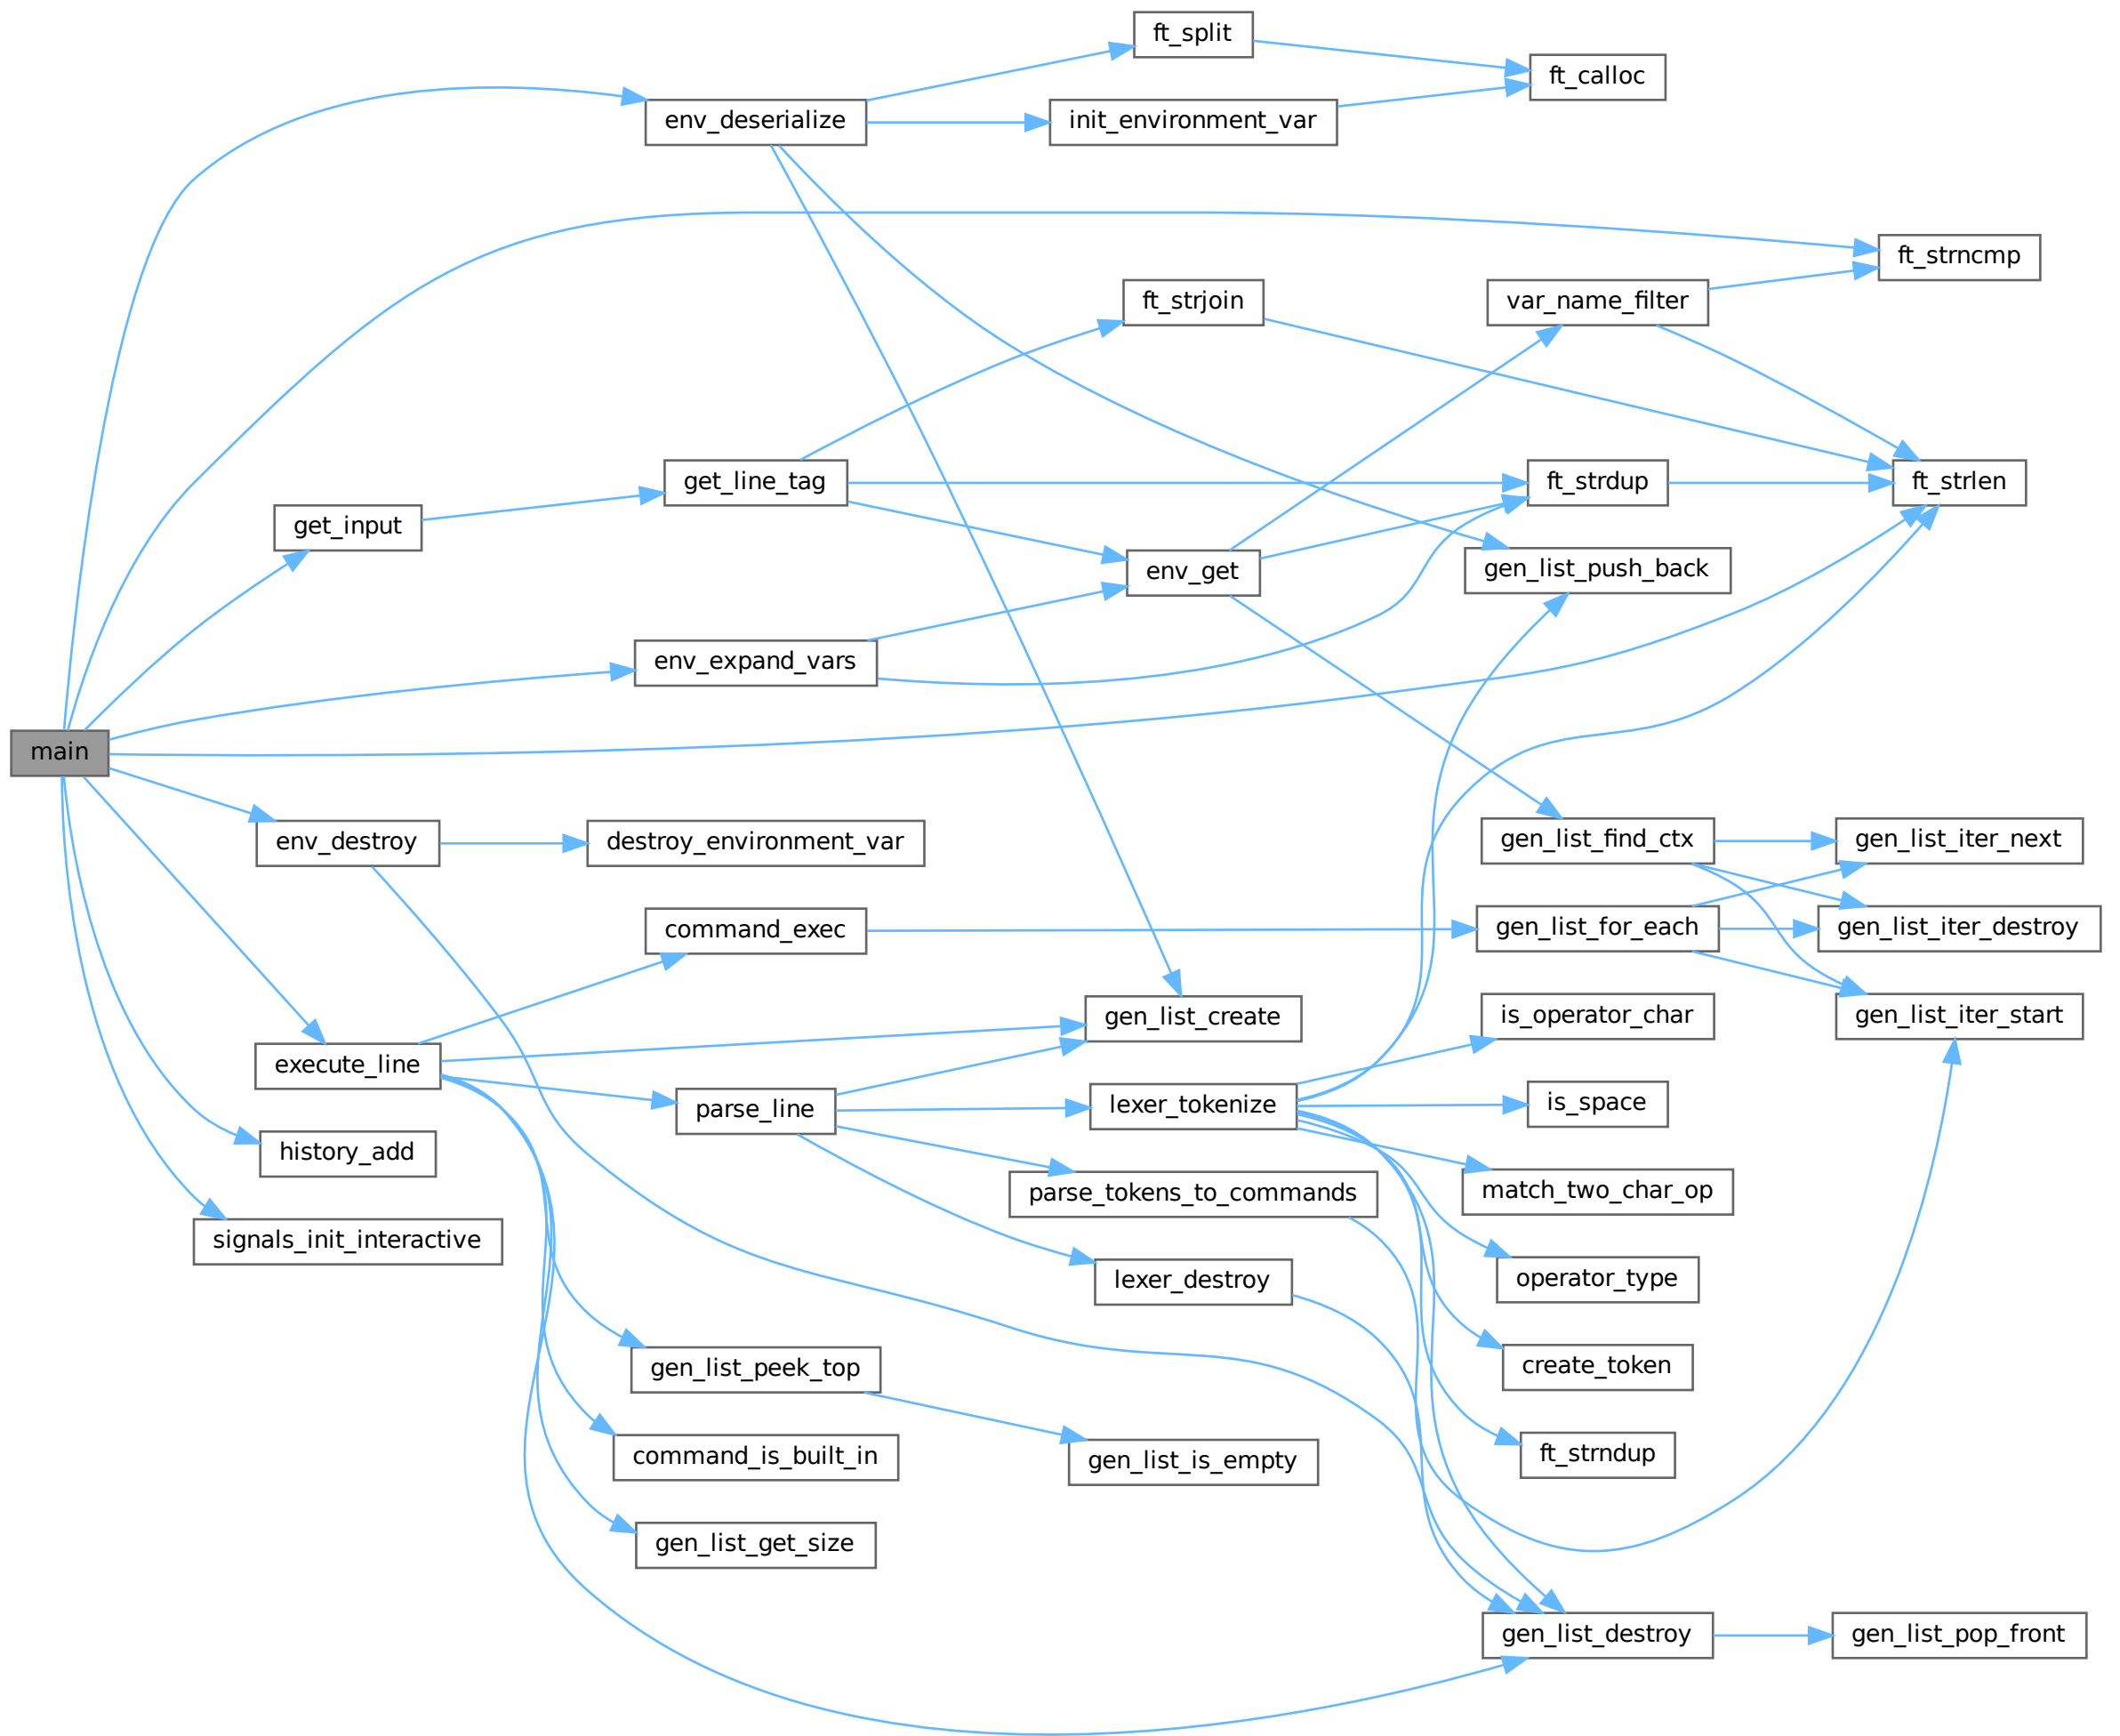 ft_split
ft_calloc
env_deserialize
init_environment_var
ft_strncmp
ft_strjoin
var_name_filter
get_line_tag
ft_strdup
ft_strlen
get_input
env_get
gen_list_push_back
env_expand_vars
main
env_destroy
destroy_environment_var
gen_list_find_ctx
gen_list_iter_next
command_exec
gen_list_for_each
gen_list_iter_destroy
gen_list_create
is_operator_char
gen_list_iter_start
execute_line
parse_line
lexer_tokenize
is_space
history_add
parse_tokens_to_commands
match_two_char_op
signals_init_interactive
lexer_destroy
operator_type
gen_list_peek_top
create_token
command_is_built_in
gen_list_is_empty
ft_strndup
gen_list_get_size
gen_list_destroy
gen_list_pop_front